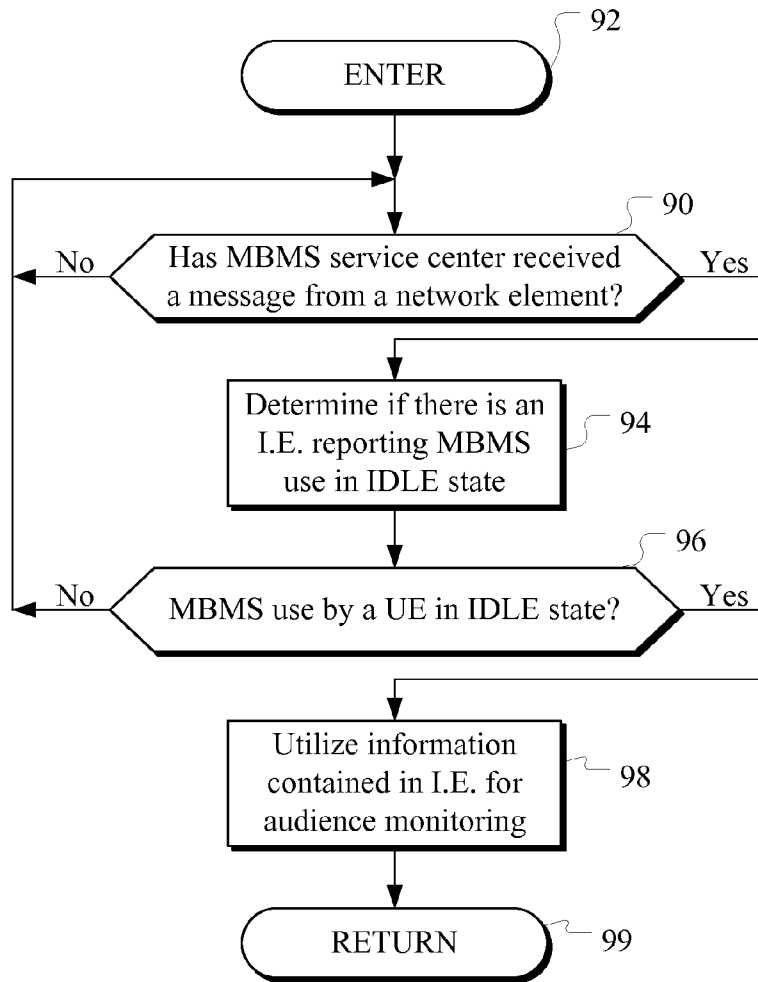 92
ENTER
90
No
Has MBMS service center received
a message from a network element?
Yes
Determine if there is an
I.E. reporting MBMS
use in IDLE state
94
96
No
MBMS use by a UE in IDLE state?
Yes
Utilize information
contained in I.E. for
audience monitoring
98
RETURN
99